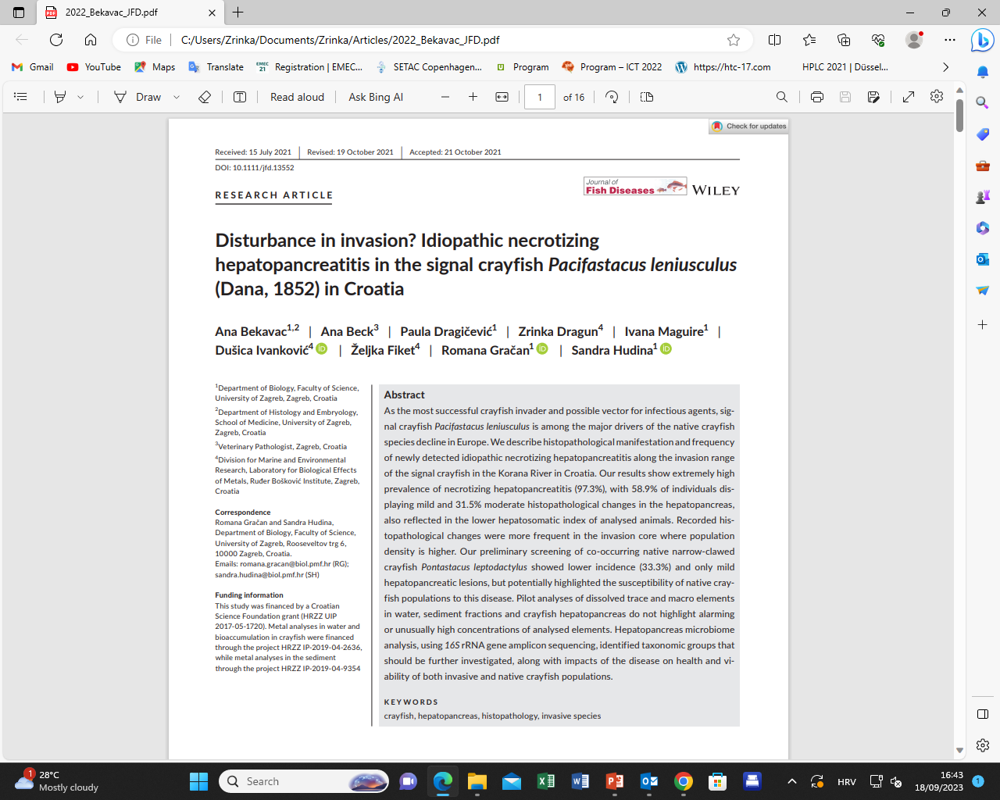 2022_Bekavac_JFD.pdf
File C:/Users/Zrinka/Documents/Zrinka/Articles/2022_Bekavac_JFD.pdf
Gmail YouTube Maps Translate EMEC 21 Registration | EMEC... SETAC Copenhagen... Program Program – ICT 2022 https://htc-17.com HPLC 2021 | Düssel...
Draw Read aloud Ask Bing AI 1 of 16
Check for updates
Received: 15 July 2021 | Revised: 19 October 2021 | Accepted: 21 October 2021
DOI: 10.1111/jfd.13552
RESEARCH ARTICLE
Journal of
Fish Diseases WILEY
Disturbance in invasion? Idiopathic necrotizing
hepatopancreatitis in the signal crayfish Pacifastacus leniusculus
(Dana, 1852) in Croatia
Ana Bekavac1,2 | Ana Beck3 | Paula Dragičević1 | Zrinka Dragun4 | Ivana Maguire1 |
Dušica Ivanković4 iD | Željka Fiket4 | Romana Gračan1 iD | Sandra Hudina1 iD
1Department of Biology, Faculty of Science,
University of Zagreb, Zagreb, Croatia
2Department of Histology and Embryology,
School of Medicine, University of Zagreb,
Zagreb, Croatia
3Veterinary Pathologist, Zagreb, Croatia
4Division for Marine and Environmental
Research, Laboratory for Biological Effects
of Metals, Ruđer Bošković Institute, Zagreb,
Croatia
Correspondence
Romana Gračan and Sandra Hudina,
Department of Biology, Faculty of Science,
University of Zagreb, Rooseveltov trg 6,
10000 Zagreb, Croatia.
Emails: romana.gracan@biol.pmf.hr (RG);
sandra.hudina@biol.pmf.hr (SH)
Funding information
This study was financed by a Croatian
Science Foundation grant (HRZZ UIP
2017-05-1720). Metal analyses in water and
bioaccumulation in crayfish were financed
through the project HRZZ IP-2019-04-2636,
while metal analyses in the sediment
through the project HRZZ IP-2019-04-9354
Abstract
As the most successful crayfish invader and possible vector for infectious agents, sig-
nal crayfish Pacifastacus leniusculus is among the major drivers of the native crayfish
species decline in Europe. We describe histopathological manifestation and frequency
of newly detected idiopathic necrotizing hepatopancreatitis along the invasion range
of the signal crayfish in the Korana River in Croatia. Our results show extremely high
prevalence of necrotizing hepatopancreatitis (97.3%), with 58.9% of individuals dis-
playing mild and 31.5% moderate histopathological changes in the hepatopancreas,
also reflected in the lower hepatosomatic index of analysed animals. Recorded his-
topathological changes were more frequent in the invasion core where population
density is higher. Our preliminary screening of co-occurring native narrow-clawed
crayfish Pontastacus leptodactylus showed lower incidence (33.3%) and only mild
hepatopancreatic lesions, but potentially highlighted the susceptibility of native cray-
fish populations to this disease. Pilot analyses of dissolved trace and macro elements
in water, sediment fractions and crayfish hepatopancreas do not highlight alarming
or unusually high concentrations of analysed elements. Hepatopancreas microbiome
analysis, using 16S rRNA gene amplicon sequencing, identified taxonomic groups that
should be further investigated, along with impacts of the disease on health and vi-
ability of both invasive and native crayfish populations.
KEYWORDS
crayfish, hepatopancreas, histopathology, invasive species
1 28°C
Mostly cloudy
Search
HRV
16:43
18/09/2023
1